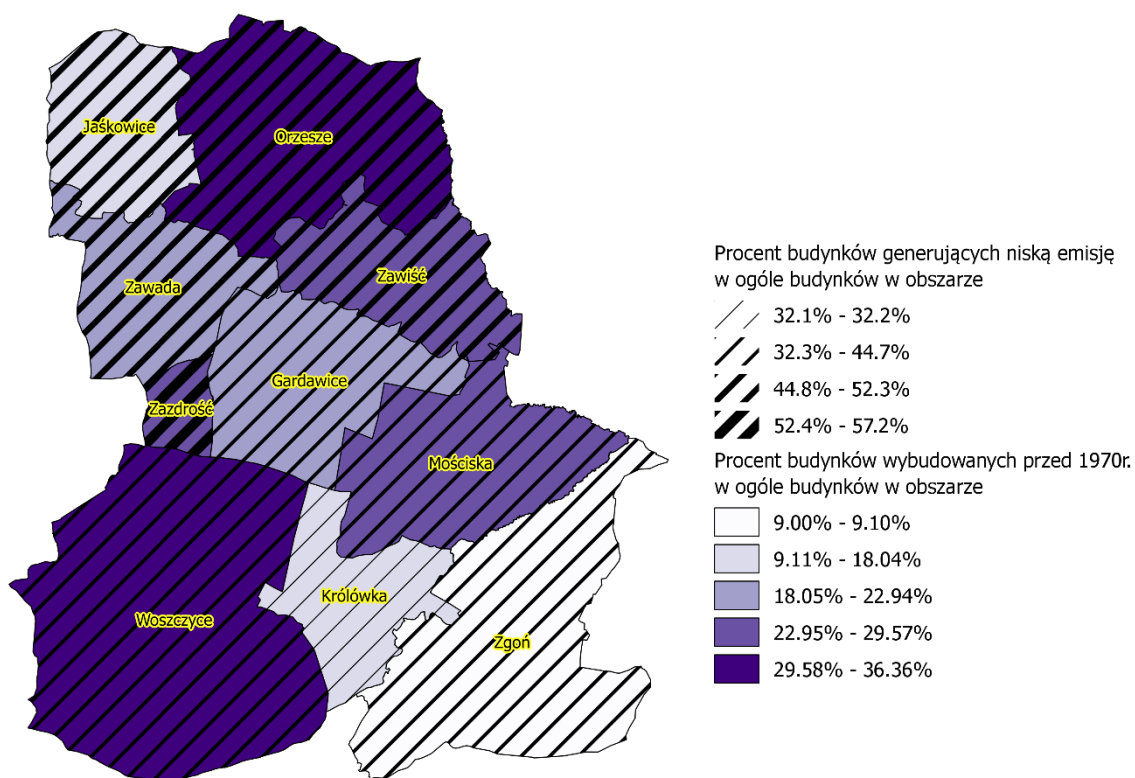 Jaśkowice
Orzesze
Zawada
Zawiść
Gardawice
Zazdrość
Mościska
Królówka
Woszczyce
Zgoń
Procent budynków generujących niską emisję
w ogóle budynków w obszarze
32.1% - 32.2%
32.3% - 44.7%
44.8% - 52.3%
52.4% - 57.2%
Procent budynków wybudowanych przed 1970r.
w ogóle budynków w obszarze
9.00% - 9.10%
9.11% - 18.04%
18.05% - 22.94%
22.95% - 29.57%
29.58% - 36.36%